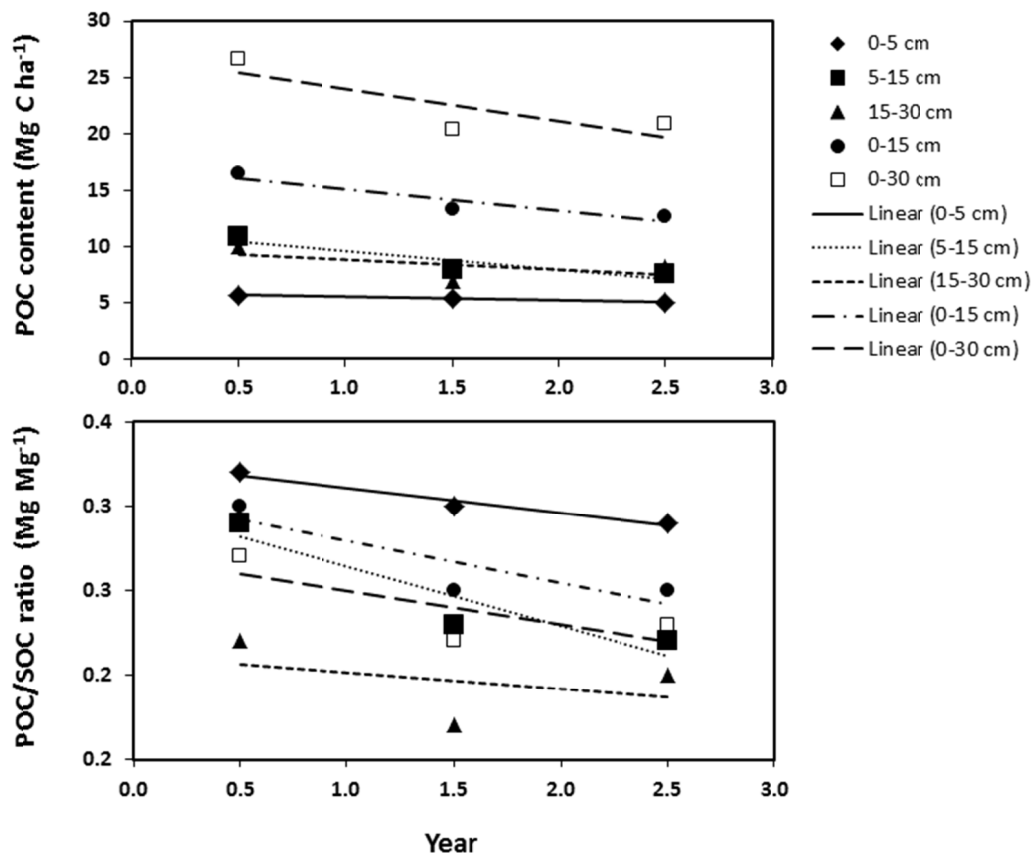 POC content (Mg C ha⁻¹)
30
25
20
15
10
5
0
0.0 0.5 1.0 1.5 2.0 2.5 3.0
0-5 cm
5-15 cm
15-30 cm
0-15 cm
0-30 cm
Linear (0-5 cm)
Linear (5-15 cm)
Linear (15-30 cm)
Linear (0-15 cm)
Linear (0-30 cm)
POC/SOC ratio (Mg Mg⁻¹)
0.4
0.3
0.3
0.2
0.2
0.0 0.5 1.0 1.5 2.0 2.5 3.0
Year